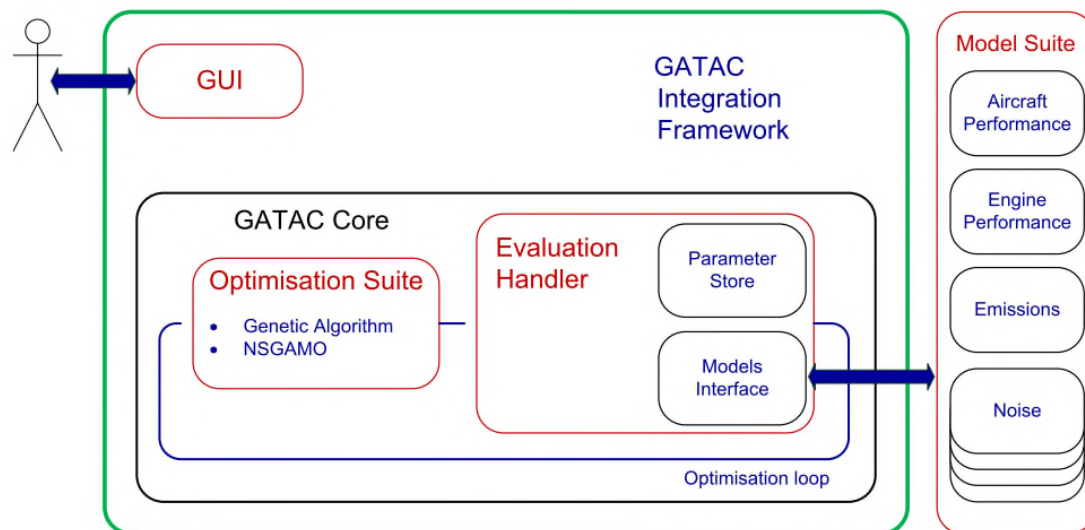 GUI
GATAC
Integration
Framework
GATAC Core
Optimisation Suite
• Genetic Algorithm
• NSGAMO
Evaluation
Handler
Parameter
Store
Models
Interface
Optimisation loop
Model Suite
Aircraft
Performance
Engine
Performance
Emissions
Noise